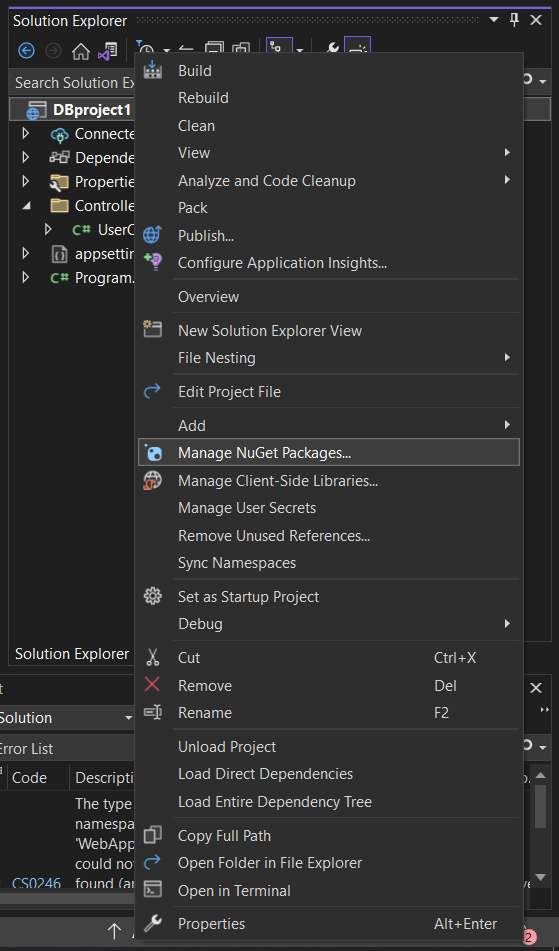 Solution Explorer
Search Solution Ex
DBproject1
Connecte
Depende
Propertie
Controlle
C# UserC
appsettin
C# Program.
Build
Rebuild
Clean
View
Analyze and Code Cleanup
Pack
Publish...
Configure Application Insights...
Overview
New Solution Explorer View
File Nesting
Edit Project File
Add
Manage NuGet Packages...
Manage Client-Side Libraries...
Manage User Secrets
Remove Unused References...
Sync Namespaces
Set as Startup Project
Debug
Cut Ctrl+X
Remove Del
Rename F2
Unload Project
Load Direct Dependencies
Load Entire Dependency Tree
Copy Full Path
Open Folder in File Explorer
Open in Terminal
Properties Alt+Enter
Solution Explorer
Solution
Error List
Code Descripti
The type
namespa
'WebApp
could no
CS0246 found (ar
2